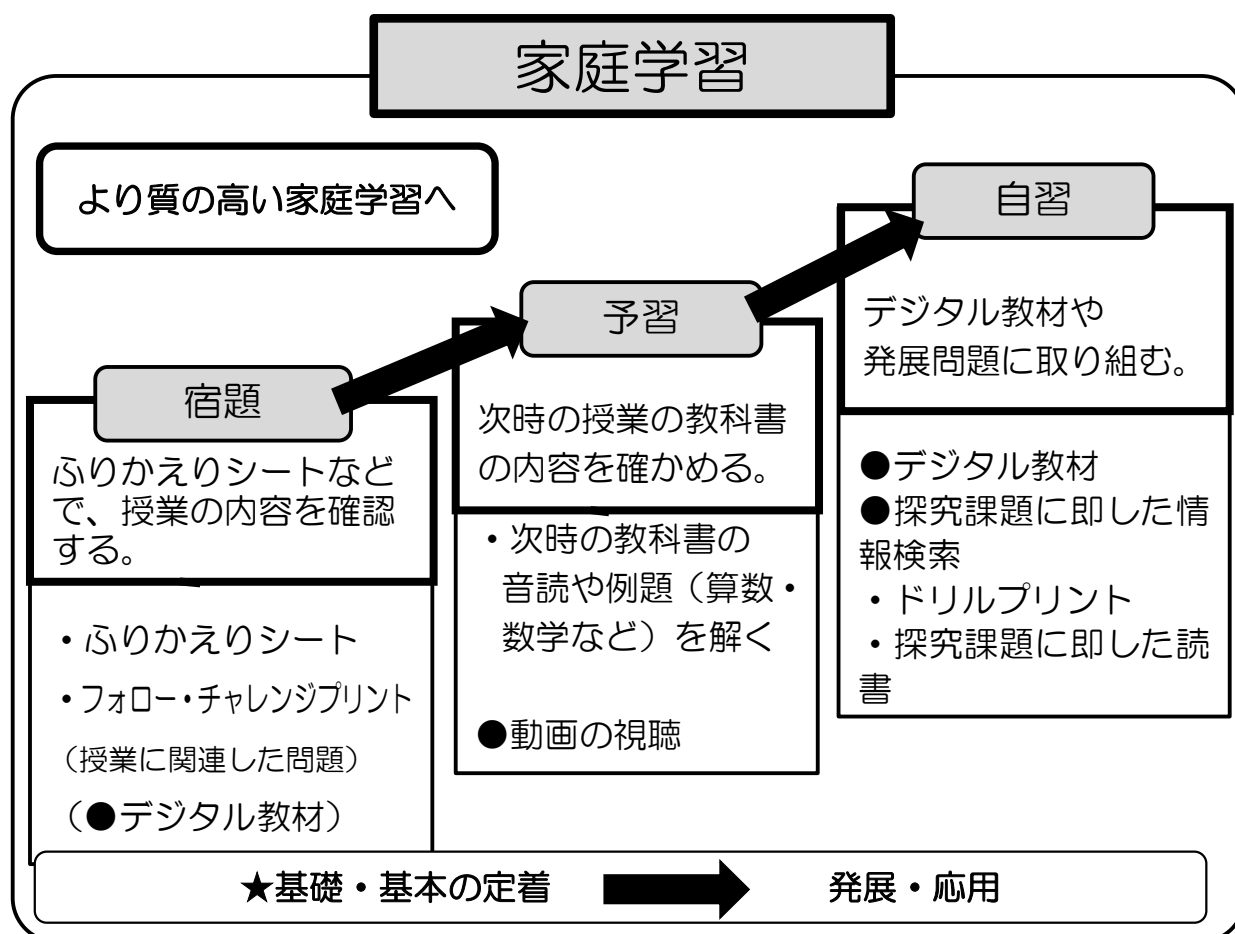 家庭学習
より質の高い家庭学習へ
宿題
ふりかえりシートなど
で、授業の内容を確認
する。
・ふりかえりシート
・フォロー・チャレンジプリント
（授業に関連した問題）
（●デジタル教材）
予習
次時の授業の教科書
の内容を確かめる。
・次時の教科書の
音読や例題（算数・
数学など）を解く
●動画の視聴
自習
デジタル教材や
発展問題に取り組む。
●デジタル教材
●探究課題に即した情
報検索
・ドリルプリント
・探究課題に即した読
書
★基礎・基本の定着
発展・応用